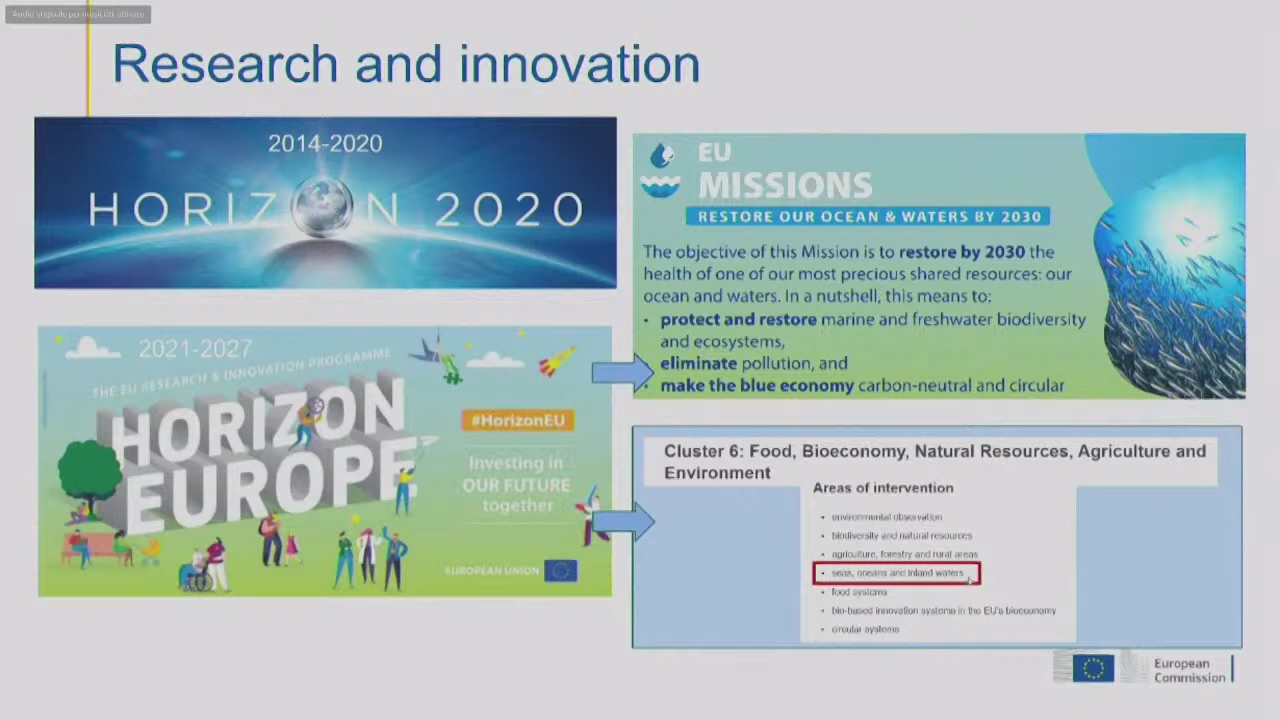 Research and innovation
2014-2020
HORIZON 2020
2021-2027
THE EU RESEARCH & INNOVATION PROGRAMME
HORIZON
EUROPE
#HorizonEU
Investing in
OUR FUTURE
together
EUROPEAN UNION
EU
MISSIONS
RESTORE OUR OCEAN & WATERS BY 2030
The objective of this Mission is to restore by 2030 the
health of one of our most precious shared resources: our
ocean and waters. In a nutshell, this means to:
• protect and restore marine and freshwater biodiversity
and ecosystems,
• eliminate pollution, and
• make the blue economy carbon-neutral and circular
Cluster 6: Food, Bioeconomy, Natural Resources, Agriculture and
Environment
Areas of intervention
• environmental observation
• biodiversity and natural resources
• agriculture, forestry and rural areas
• seas, oceans and inland waters
• food systems
• bio-based innovation systems in the EU's bioeconomy
• circular systems
European
Commission